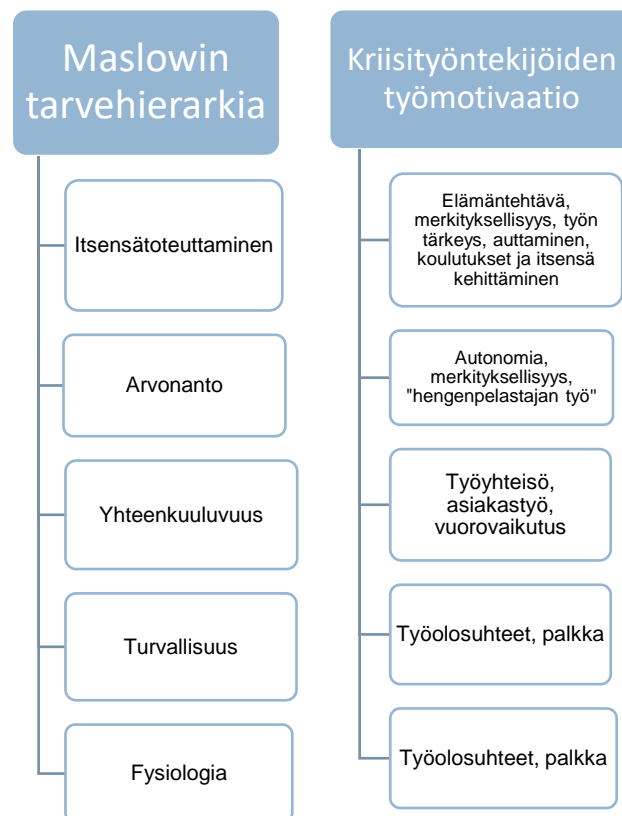 Maslowin
tarvehierarkia
Itsensätoteuttaminen
Arvonanto
Yhteenkuuluvuus
Turvallisuus
Fysiologia
Kriisityöntekijöiden
työmotivaatio
Elämäntehtävä,
merkityksellisyys, työn
tärkeys, auttaminen,
koulutukset ja itsensä
kehittäminen
Autonomia,
merkityksellisyys,
"hengenpelastajan työ"
Työyhteisö,
asiakastyö,
vuorovaikutus
Työolosuhteet, palkka
Työolosuhteet, palkka